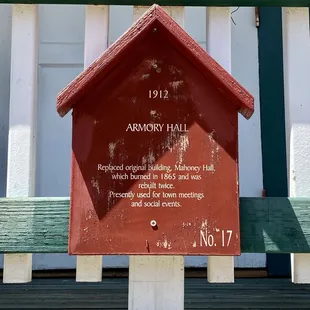 1912
ARMORY HALL
Replaced original building, Mahoney Hall,
which burned in 1865 and was
rebuilt twice.
Presently used for town meetings
and social events.
No. 17